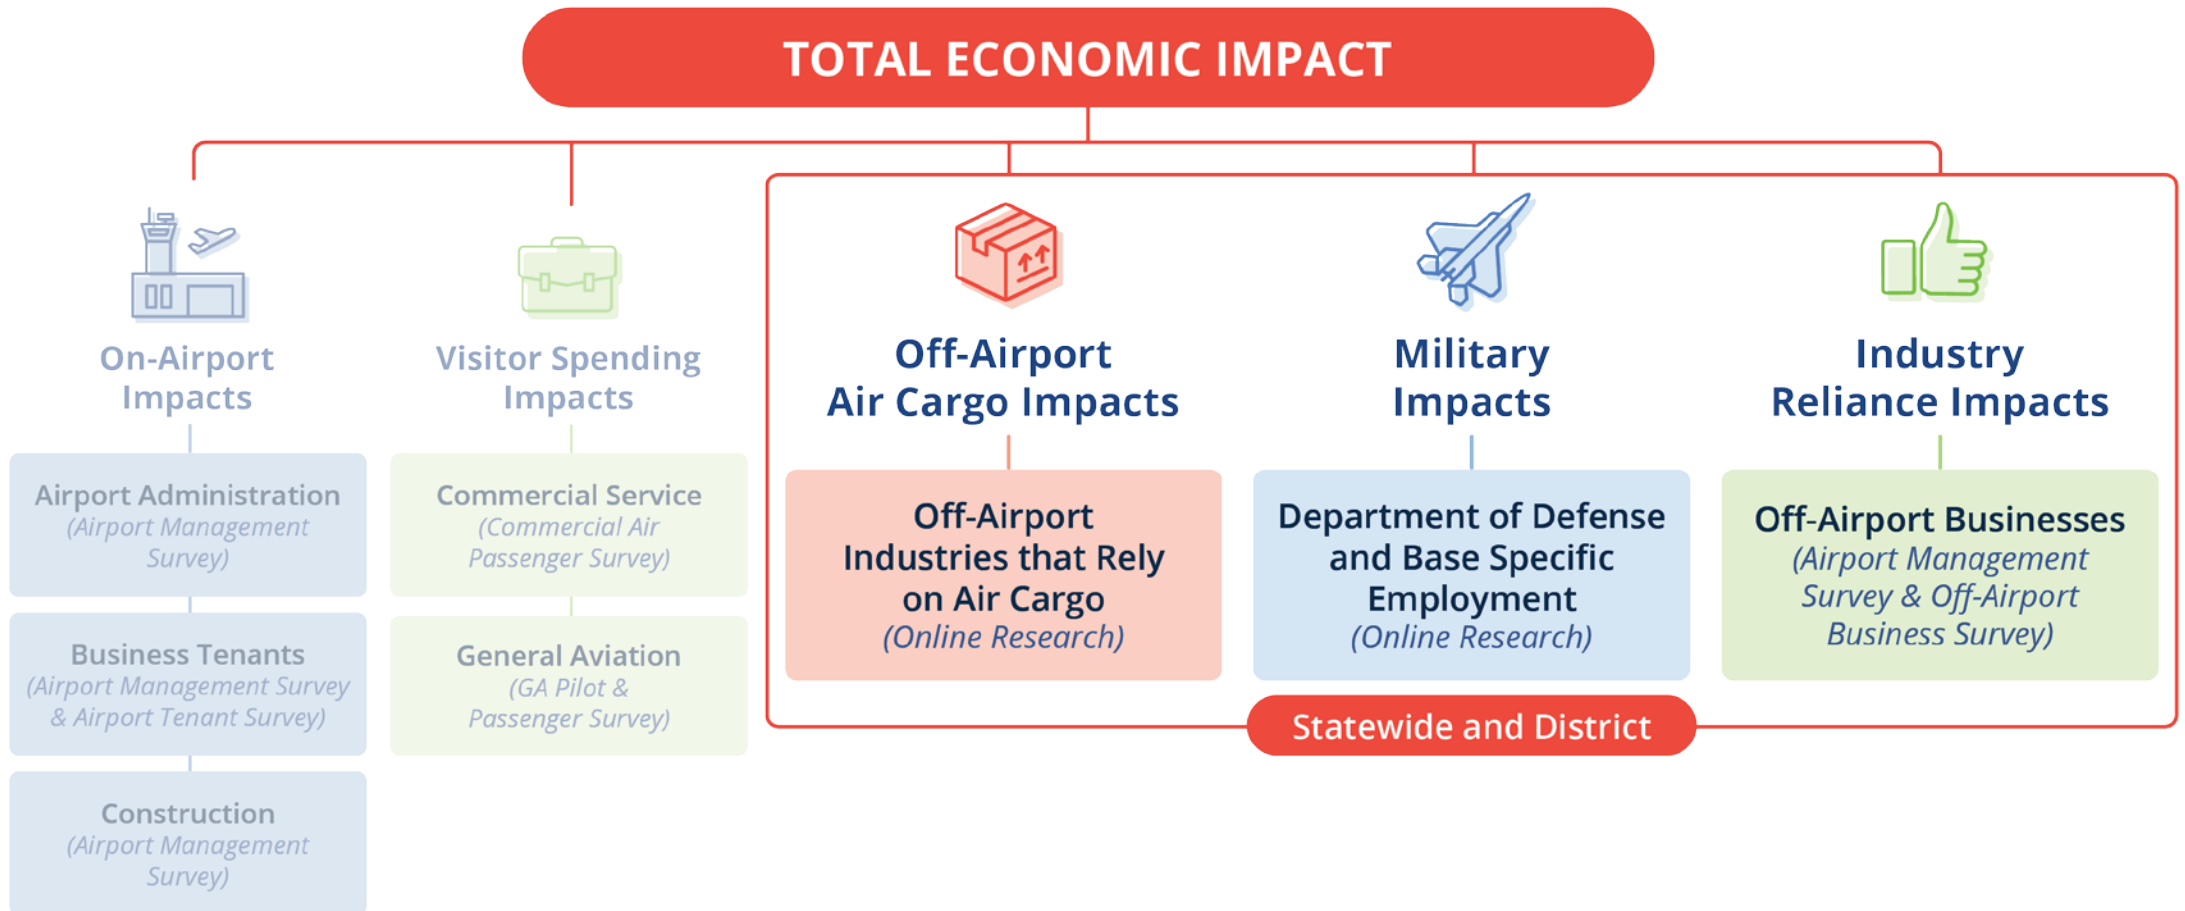 TOTAL ECONOMIC IMPACT
On-Airport
Impacts
Airport Administration
(Airport Management
Survey)
Business Tenants
(Airport Management Survey
& Airport Tenant Survey)
Construction
(Airport Management
Survey)
Visitor Spending
Impacts
Commercial Service
(Commercial Air
Passenger Survey)
General Aviation
(GA Pilot &
Passenger Survey)
Off-Airport
Air Cargo Impacts
Off-Airport
Industries that Rely
on Air Cargo
(Online Research)
Military
Impacts
Department of Defense
and Base Specific
Employment
(Online Research)
Industry
Reliance Impacts
Off-Airport Businesses
(Airport Management
Survey & Off-Airport
Business Survey)
Statewide and District